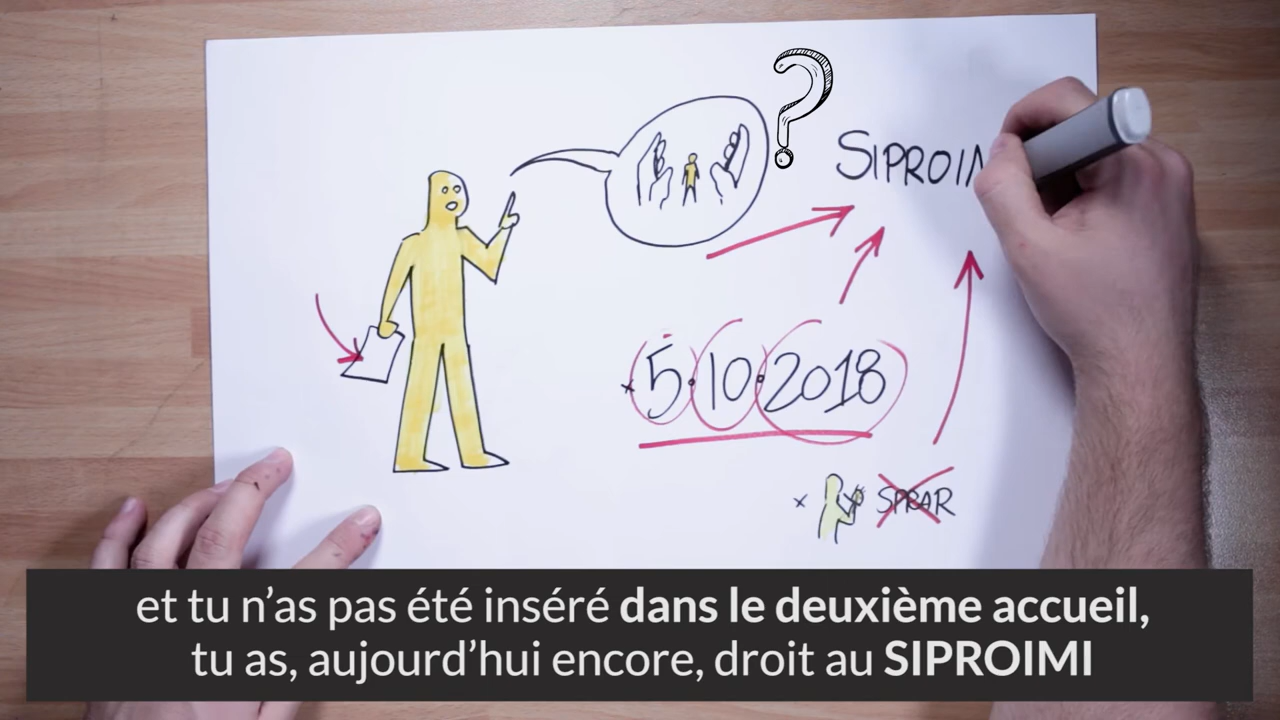 ?
SIPROIM
5.10.2018
SPRAR
et tu n’as pas été inséré dans le deuxième accueil,
tu as, aujourd’hui encore, droit au SIPROIMI